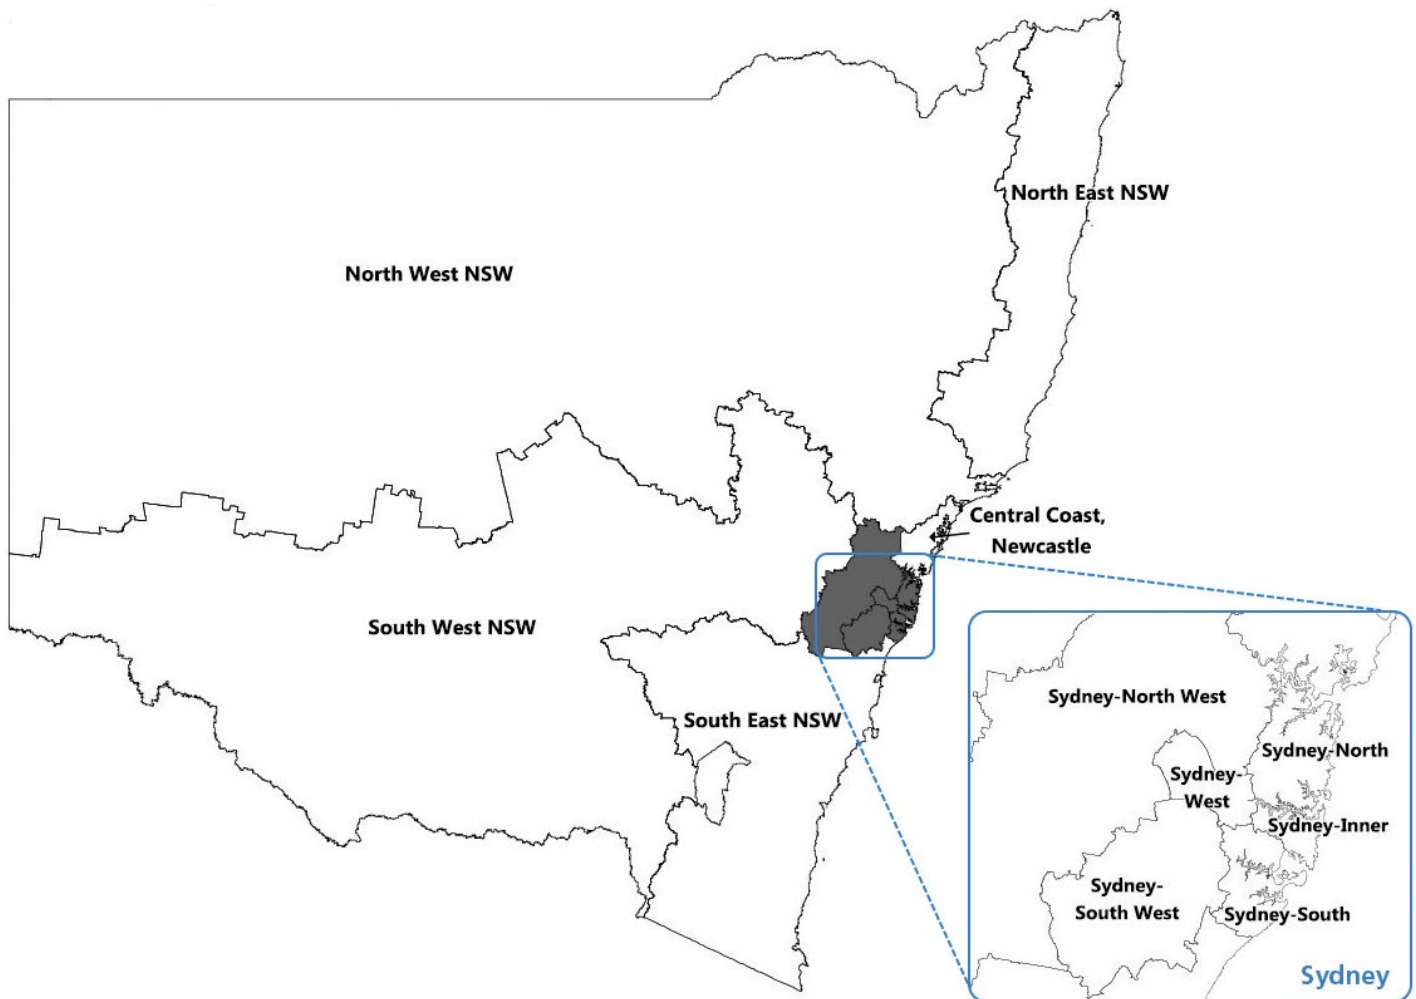 North East NSW
North West NSW
Central Coast,
Newcastle
South West NSW
South East NSW
Sydney-North West
Sydney-North
Sydney-
West
Sydney-Inner
Sydney-
South West
Sydney-South
Sydney